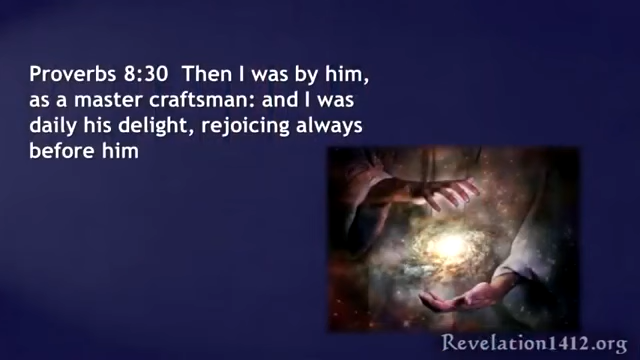 Proverbs 8:30  Then I was by him,
as a master craftsman: and I was
daily his delight, rejoicing always
before him
Revelation1412.org